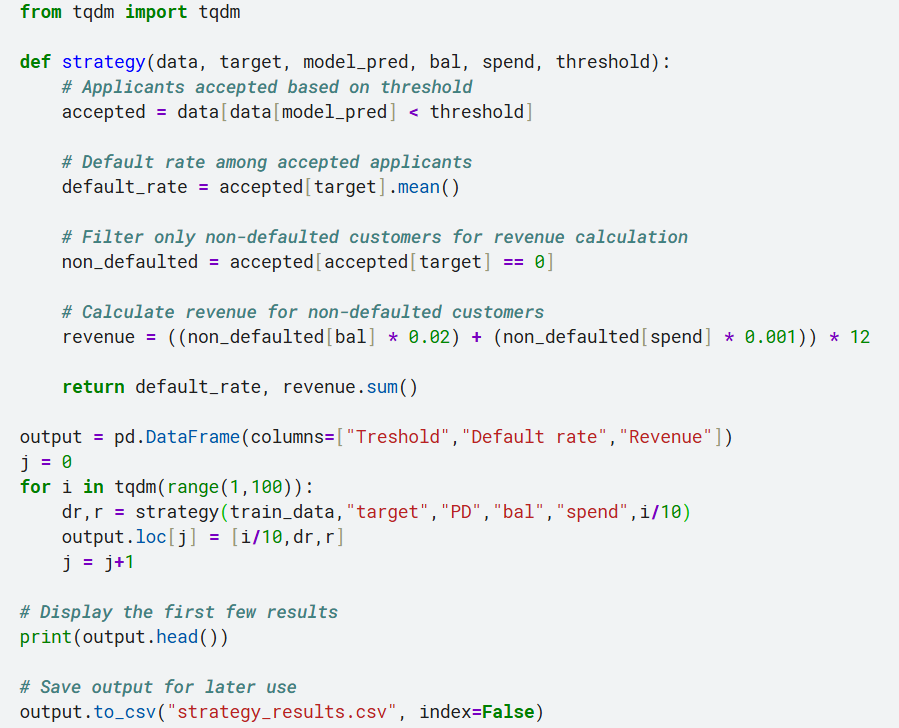 from tqdm import tqdm
def strategy(data, target, model_pred, bal, spend, threshold):
    # Applicants accepted based on threshold
    accepted = data[data[model_pred] < threshold]
    # Default rate among accepted applicants
    default_rate = accepted[target].mean()
    # Filter only non-defaulted customers for revenue calculation
    non_defaulted = accepted[accepted[target] == 0]
    # Calculate revenue for non-defaulted customers
    revenue = ((non_defaulted[bal] * 0.02) + (non_defaulted[spend] * 0.001)) * 12
    return default_rate, revenue.sum()
output = pd.DataFrame(columns=["Treshold","Default rate","Revenue"])
j = 0
for i in tqdm(range(1,100)):
    dr,r = strategy(train_data,"target","PD","bal","spend",i/10)
    output.loc[j] = [i/10,dr,r]
    j = j+1
# Display the first few results
print(output.head())
# Save output for later use
output.to_csv("strategy_results.csv", index=False)